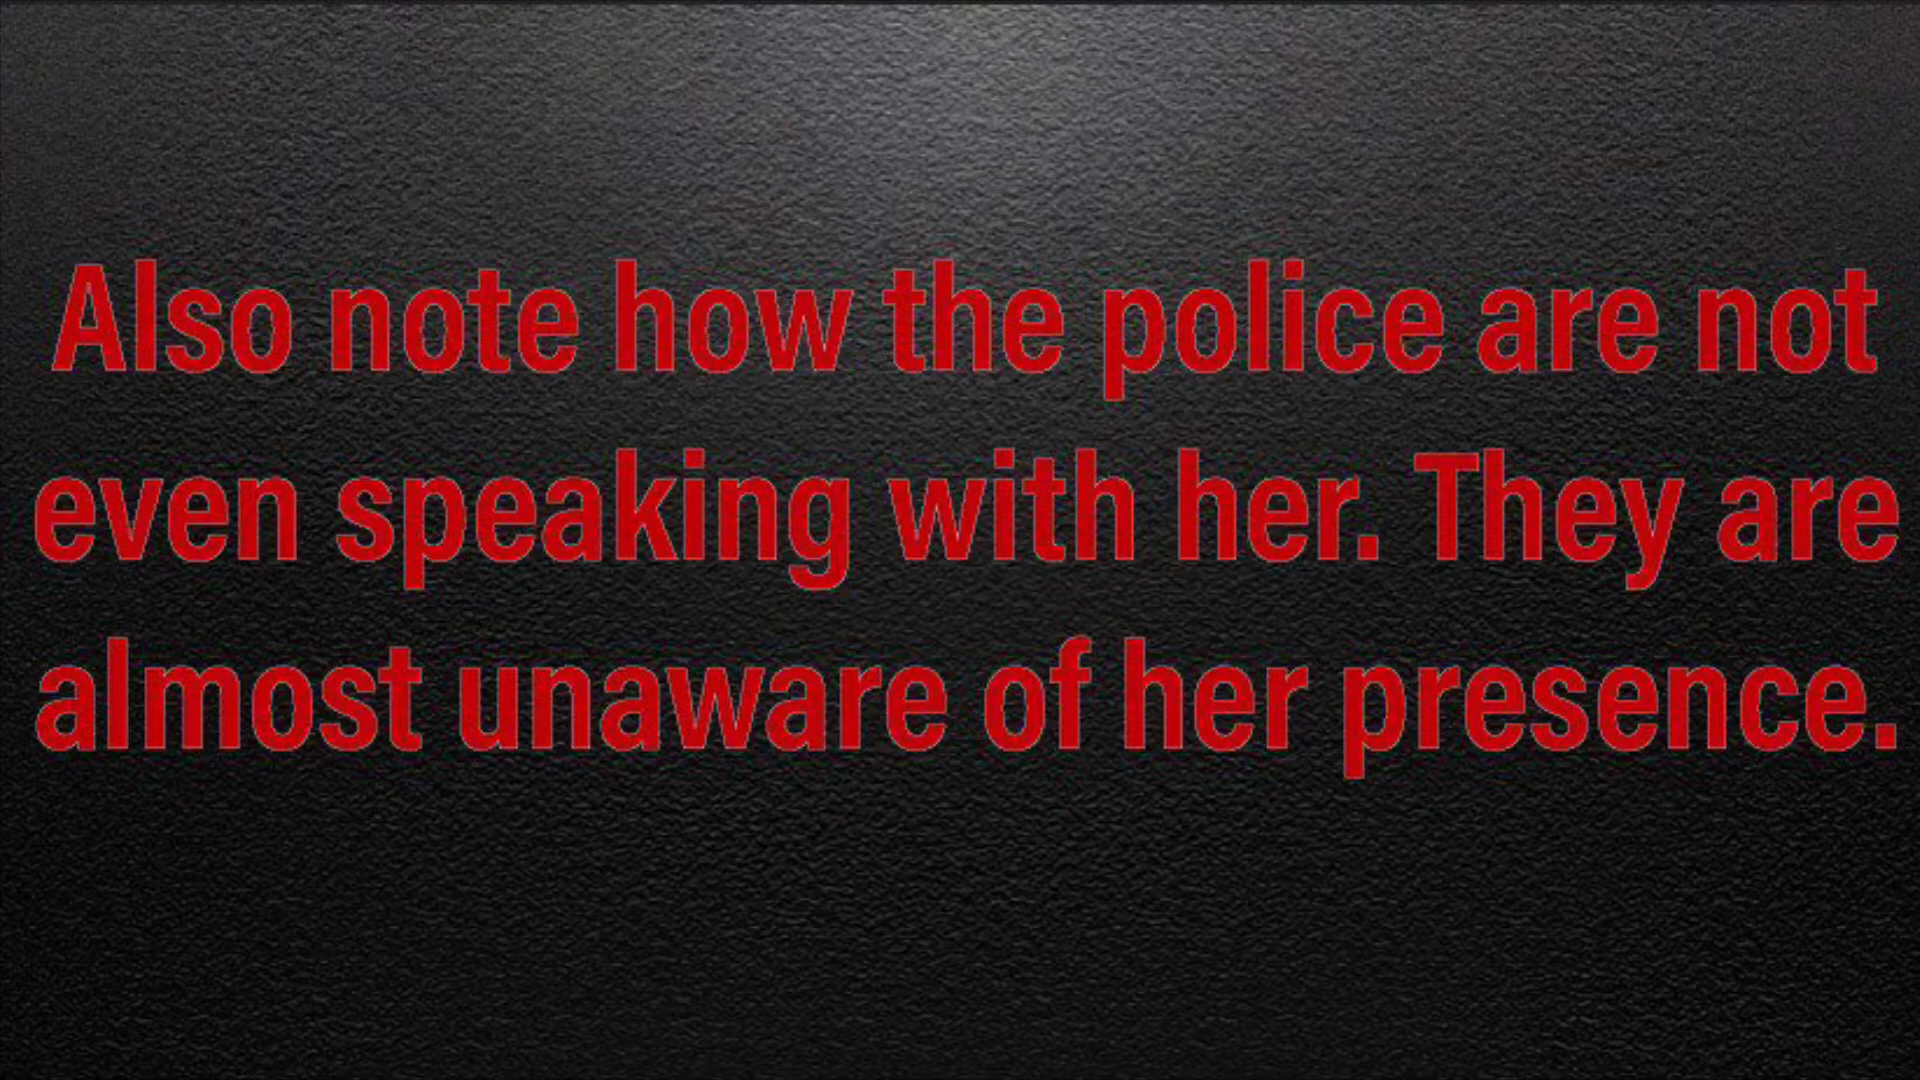 Also note how the police are not
even speaking with her. They are
almost unaware of her presence.